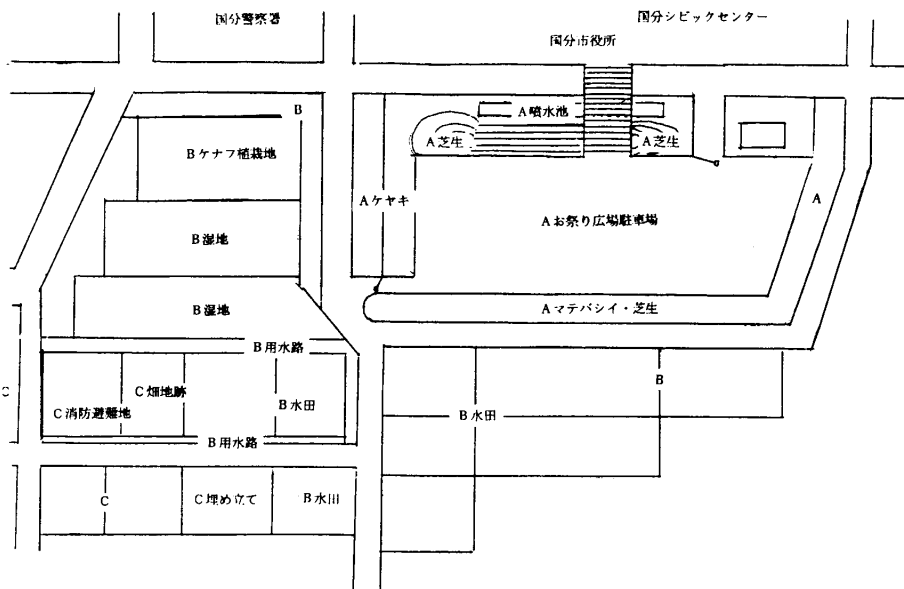 国分警察署
国分シビックセンター
国分市役所
B
A噴水池
A芝生
A芝生
Bケナフ植栽地
Aケヤキ
A
Aお祭り広場駐車場
B湿地
B湿地
Aマテバシイ・芝生
B用水路
C
C畑地跡
B
C消防避難地
B水田
B水田
B用水路
C
C埋め立て
B水田